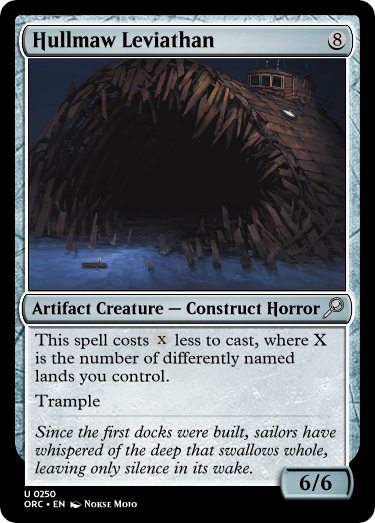 Hullmaw Leviathan 8
Artifact Creature — Construct Horror
This spell costs X less to cast, where X
is the number of differently named
lands you control.
Trample
Since the first docks were built, sailors have
whispered of the deep that swallows whole,
leaving only silence in its wake.
6/6
U 0250
ORC • EN Nokse Moto